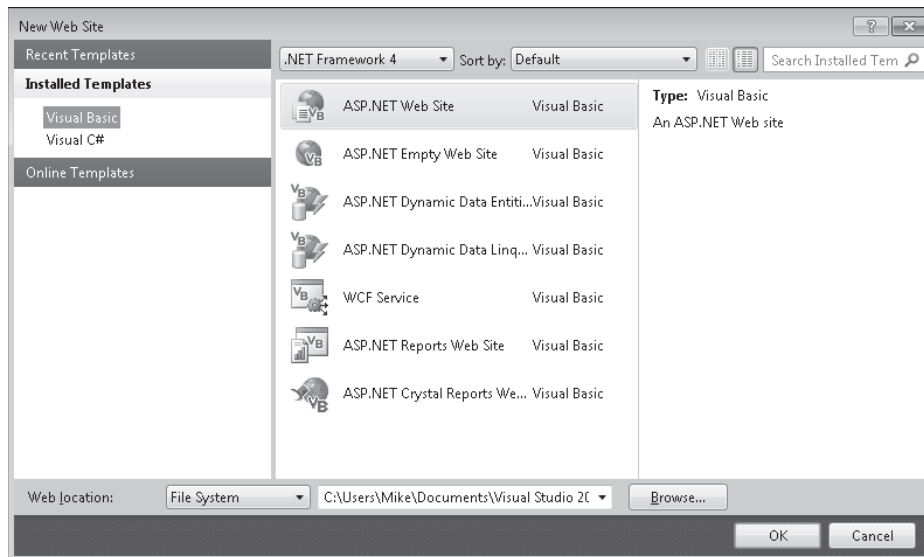 New Web Site
Recent Templates
Installed Templates
Visual Basic
Visual C#
Online Templates
.NET Framework 4
Sort by: Default
Search Installed Tem
ASP.NET Web Site Visual Basic
ASP.NET Empty Web Site Visual Basic
ASP.NET Dynamic Data Entiti...Visual Basic
ASP.NET Dynamic Data Linq... Visual Basic
WCF Service Visual Basic
ASP.NET Reports Web Site Visual Basic
ASP.NET Crystal Reports We... Visual Basic
Type: Visual Basic
An ASP.NET Web site
Web location: File System C:\Users\Mike\Documents\Visual Studio 20 Browse...
OK Cancel